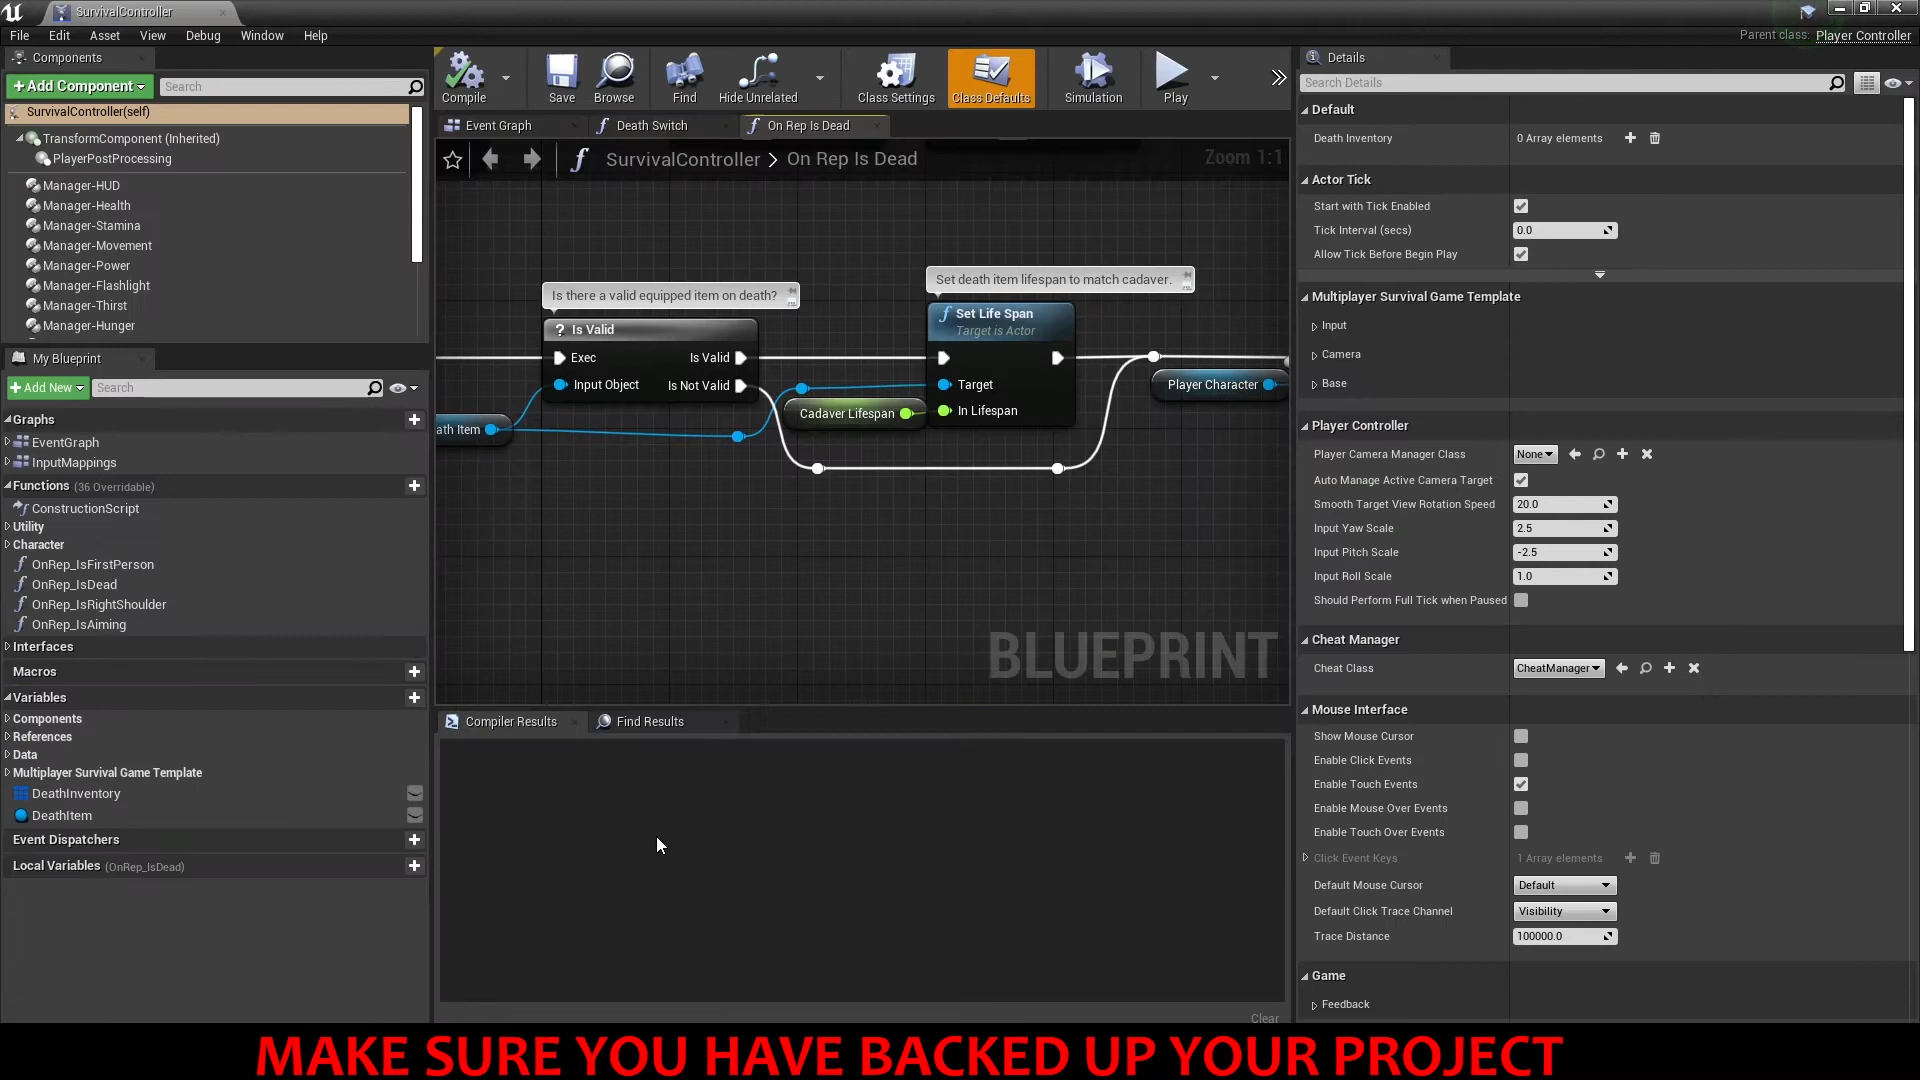 SurvivalController
File Edit Asset View Debug Window Help
Parent class: Player Controller
Components
+Add Component
Search
SurvivalController(self)
TransformComponent (Inherited)
PlayerPostProcessing
Manager-HUD
Manager-Health
Manager-Stamina
Manager-Movement
Manager-Power
Manager-Flashlight
Manager-Thirst
Manager-Hunger
My Blueprint
+Add New
Search
Graphs
EventGraph
InputMappings
Functions (36 Overridable)
ConstructionScript
Utility
Character
OnRep_IsFirstPerson
OnRep_IsDead
OnRep_IsRightShoulder
OnRep_IsAiming
Interfaces
Macros
Variables
Components
References
Data
Multiplayer Survival Game Template
DeathInventory
DeathItem
Event Dispatchers
Local Variables (OnRep_IsDead)
Compile Save Browse Find Hide Unrelated Class Settings Class Defaults Simulation Play
Event Graph Death Switch On Rep Is Dead
SurvivalController > On Rep Is Dead
Zoom 1:1
Is there a valid equipped item on death?
? Is Valid
Exec Is Valid
Input Object Is Not Valid
ath Item
Set death item lifespan to match cadaver.
Set Life Span
Target is Actor
Target
In Lifespan
Cadaver Lifespan
Player Character
BLUEPRINT
Compiler Results Find Results
Clear
Details
Search Details
Default
Death Inventory 0 Array elements
Actor Tick
Start with Tick Enabled
Tick Interval (secs) 0.0
Allow Tick Before Begin Play
Multiplayer Survival Game Template
Input
Camera
Base
Player Controller
Player Camera Manager Class None
Auto Manage Active Camera Target
Smooth Target View Rotation Speed 20.0
Input Yaw Scale 2.5
Input Pitch Scale -2.5
Input Roll Scale 1.0
Should Perform Full Tick when Paused
Cheat Manager
Cheat Class CheatManager
Mouse Interface
Show Mouse Cursor
Enable Click Events
Enable Touch Events
Enable Mouse Over Events
Enable Touch Over Events
Click Event Keys 1 Array elements
Default Mouse Cursor Default
Default Click Trace Channel Visibility
Trace Distance 100000.0
Game
Feedback
MAKE SURE YOU HAVE BACKED UP YOUR PROJECT